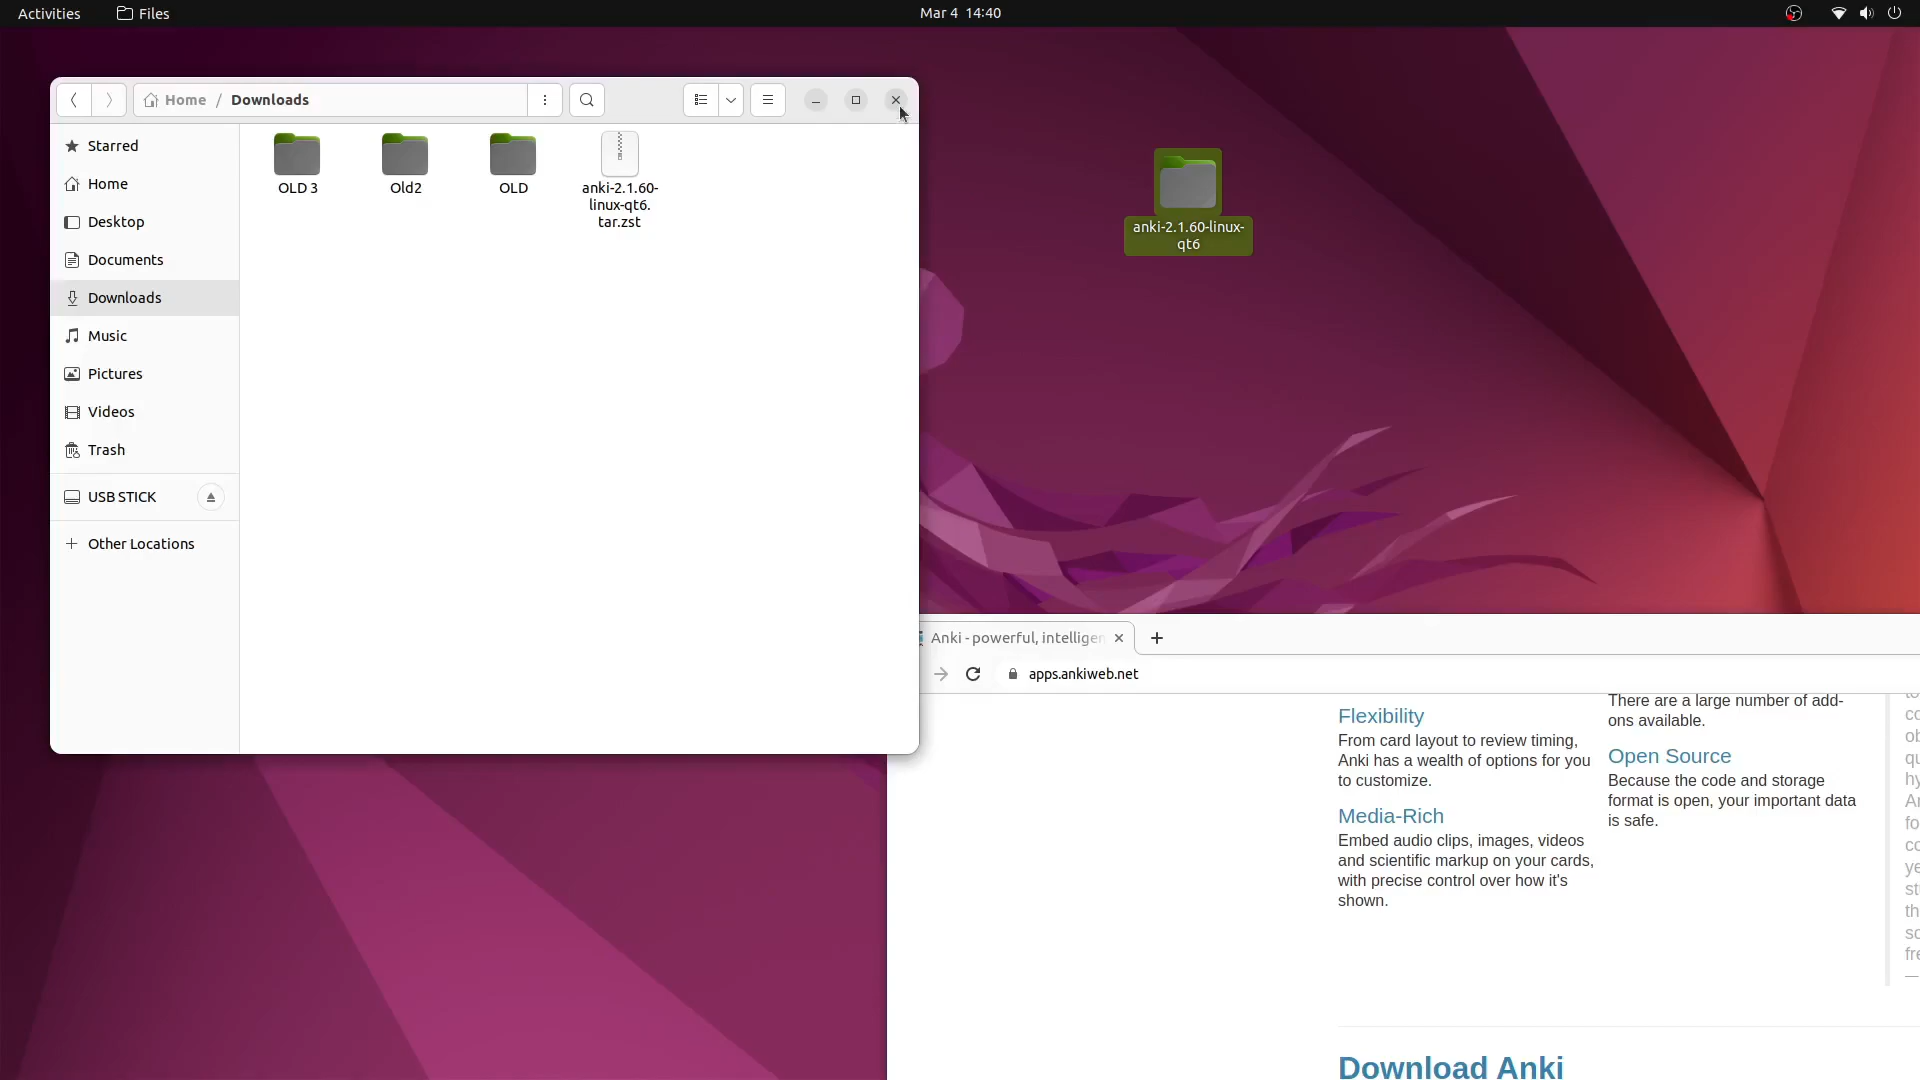 Activities
Files
Mar 4 14:40
Home / Downloads
Starred
Home
Desktop
Documents
Downloads
Music
Pictures
Videos
Trash
USB STICK
+ Other Locations
OLD 3
Old2
OLD
anki-2.1.60-
linux-qt6.
tar.zst
anki-2.1.60-linux-
qt6
Anki - powerful, intelligen
apps.ankiweb.net
Flexibility
From card layout to review timing,
Anki has a wealth of options for you
to customize.
Media-Rich
Embed audio clips, images, videos
and scientific markup on your cards,
with precise control over how it's
shown.
There are a large number of add-
ons available.
Open Source
Because the code and storage
format is open, your important data
is safe.
Download Anki